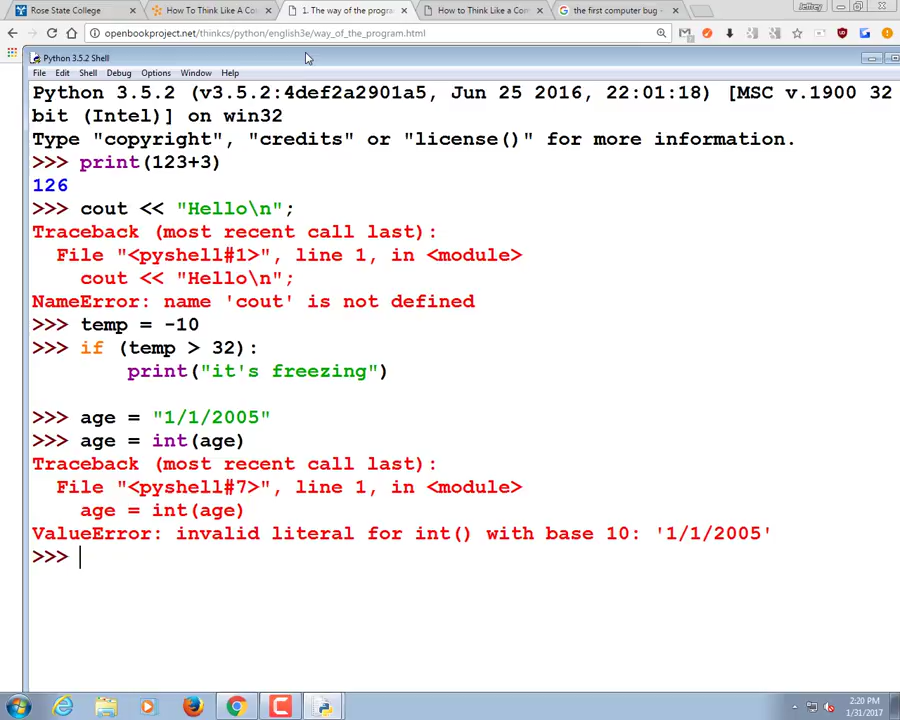 Rose State College
How To Think Like A Co
1. The way of the progra
How to Think Like a Con
the first computer bug -
Jeffrey
openbookproject.net/thinkcs/python/english3e/way_of_the_program.html
Python 3.5.2 Shell
File Edit Shell Debug Options Window Help
Python 3.5.2 (v3.5.2:4def2a2901a5, Jun 25 2016, 22:01:18) [MSC v.1900 32
bit (Intel)] on win32
Type "copyright", "credits" or "license()" for more information.
>>> print(123+3)
126
>>> cout << "Hello\n";
Traceback (most recent call last):
  File "<pyshell#1>", line 1, in <module>
    cout << "Hello\n";
NameError: name 'cout' is not defined
>>> temp = -10
>>> if (temp > 32):
        print("it's freezing")
>>> age = "1/1/2005"
>>> age = int(age)
Traceback (most recent call last):
  File "<pyshell#7>", line 1, in <module>
    age = int(age)
ValueError: invalid literal for int() with base 10: '1/1/2005'
>>>
2:20 PM
1/31/2017